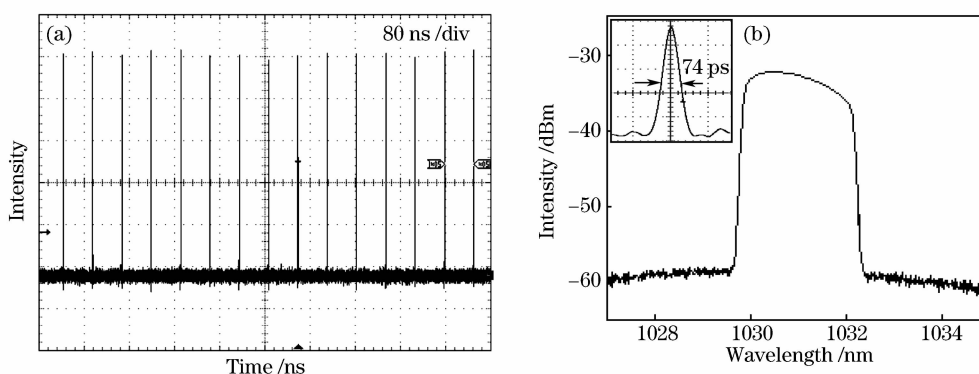 (a)
80 ns /div
Intensity
Time /ns
(b)
74 ps
Intensity /dBm
−30
−40
−50
−60
1028
1030
1032
1034
Wavelength /nm